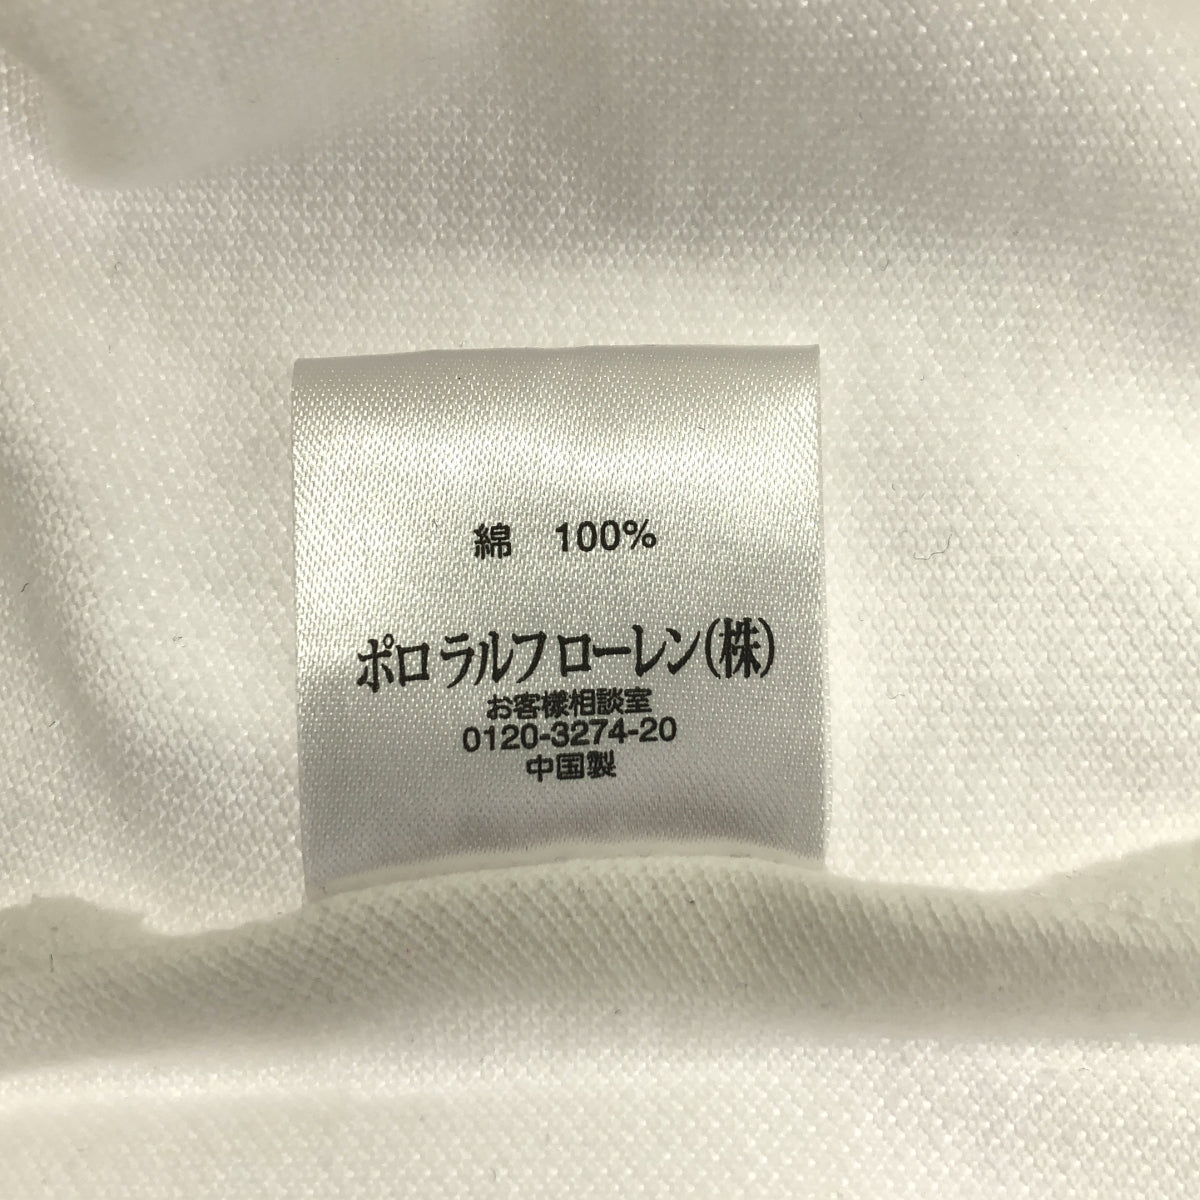 綿　100%
ポロ ラルフ ローレン(株)
お客様相談室
0120-3274-20
中国製